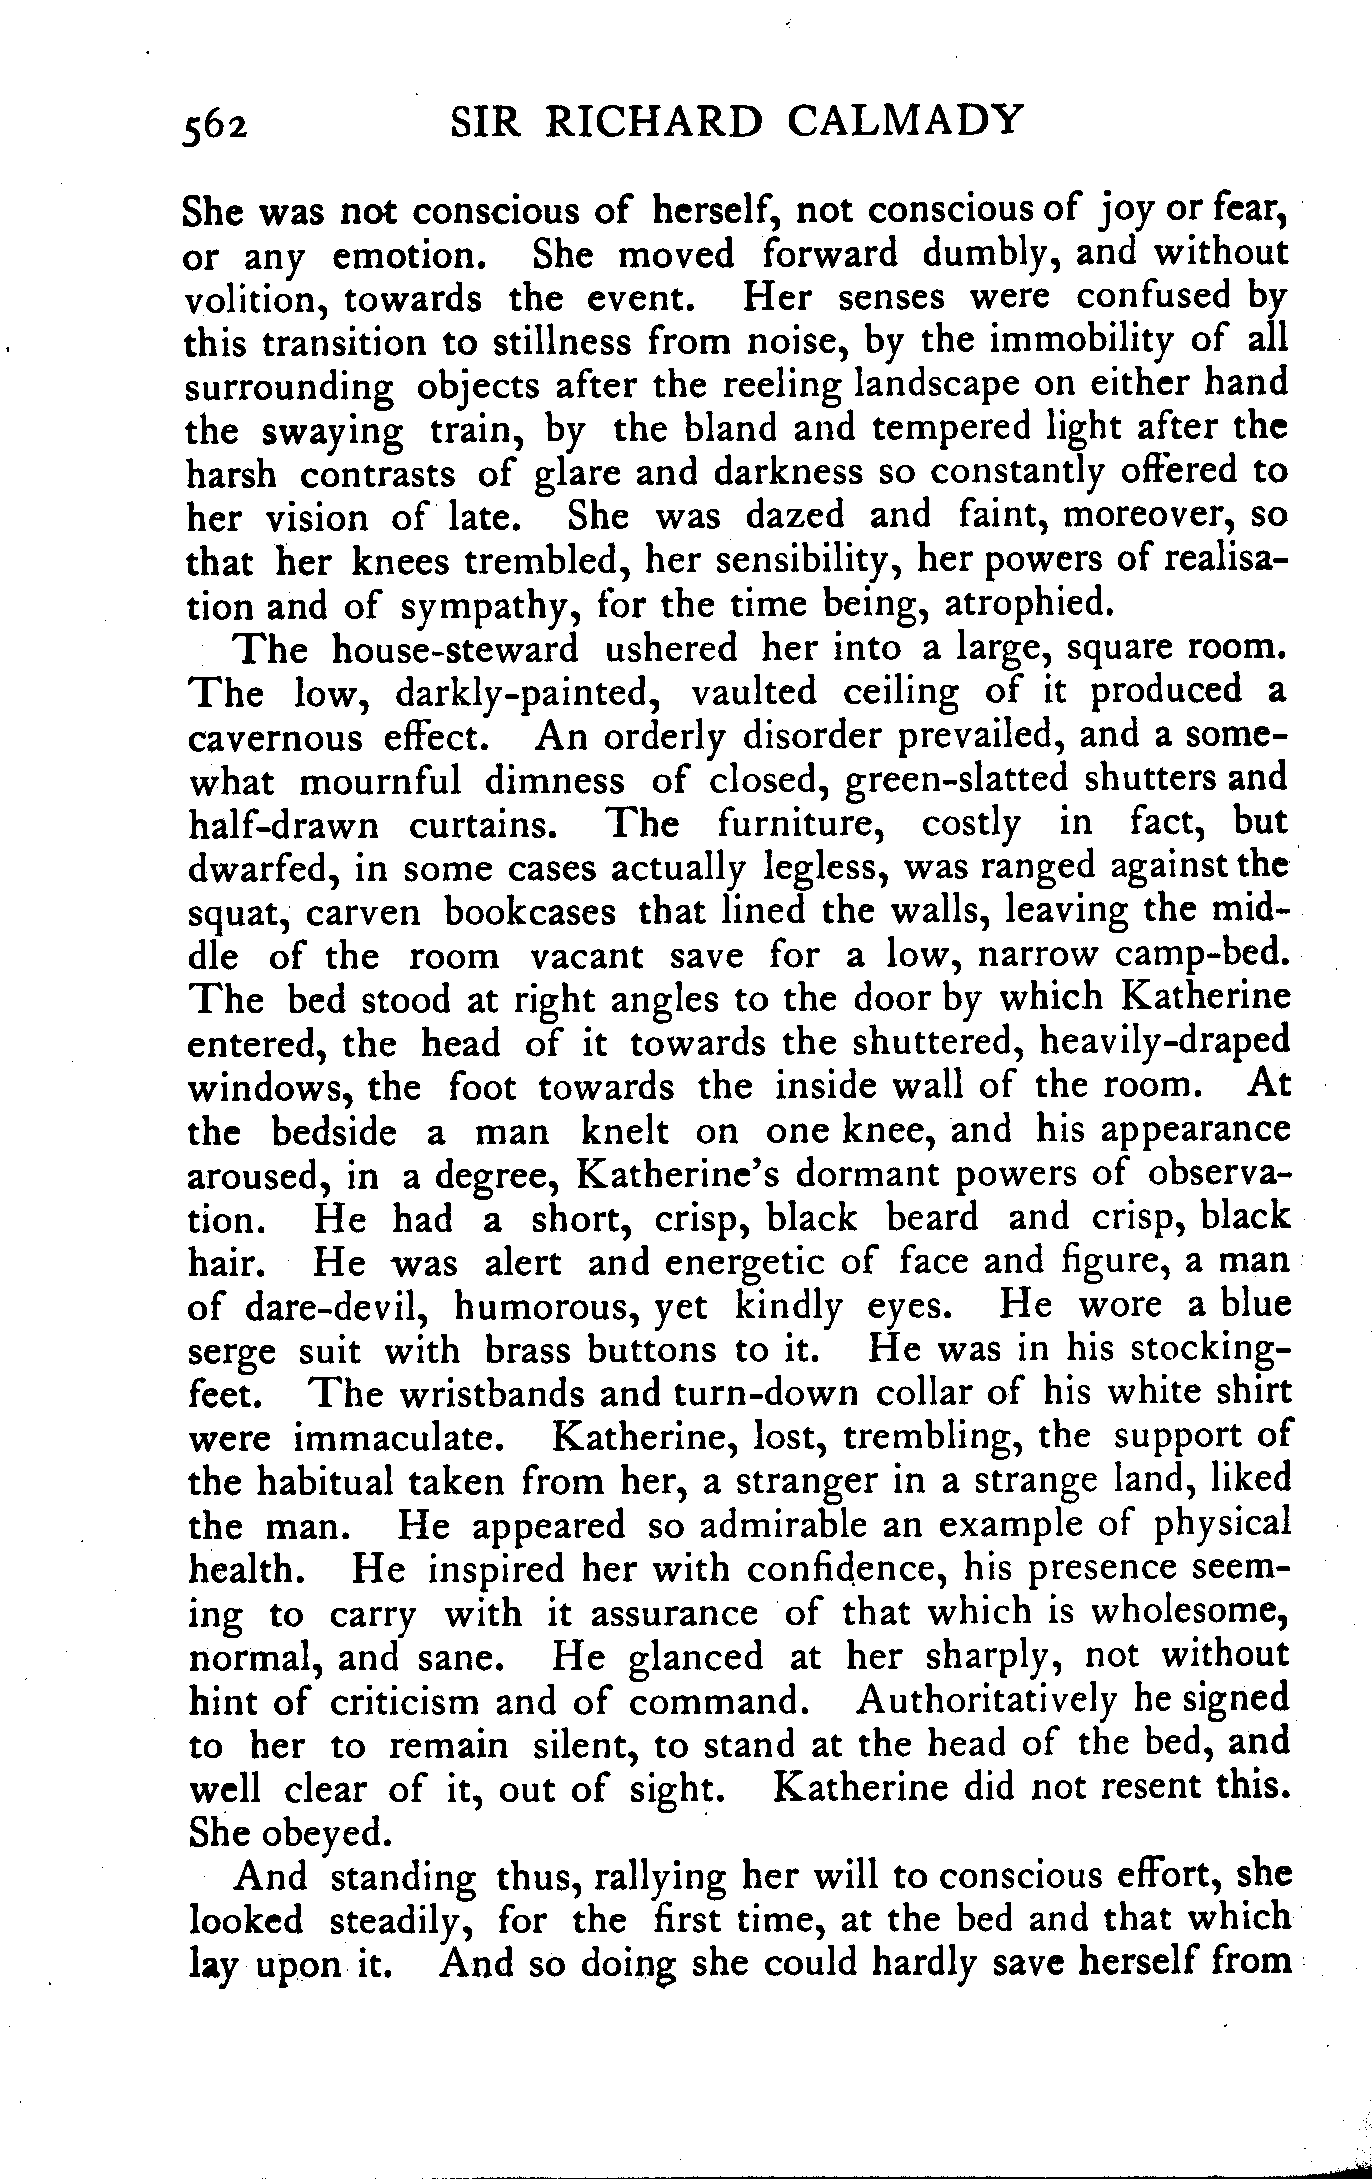 562 SIR RICHARD CALMADY
She was not conscious of herself, not conscious of joy or fear,
or any emotion. She moved forward dumbly, and without
volition, towards the event. Her senses were confused by
this transition to stillness from noise, by the immobility of all
surrounding objects after the reeling landscape on either hand
the swaying train, by the bland and tempered light after the
harsh contrasts of glare and darkness so constantly offered to
her vision of late. She was dazed and faint, moreover, so
that her knees trembled, her sensibility, her powers of realisa-
tion and of sympathy, for the time being, atrophied.
The house-steward ushered her into a large, square room.
The low, darkly-painted, vaulted ceiling of it produced a
cavernous effect. An orderly disorder prevailed, and a some-
what mournful dimness of closed, green-slatted shutters and
half-drawn curtains. The furniture, costly in fact, but
dwarfed, in some cases actually legless, was ranged against the
squat, carven bookcases that lined the walls, leaving the mid-
dle of the room vacant save for a low, narrow camp-bed.
The bed stood at right angles to the door by which Katherine
entered, the head of it towards the shuttered, heavily-draped
windows, the foot towards the inside wall of the room. At
the bedside a man knelt on one knee, and his appearance
aroused, in a degree, Katherine's dormant powers of observa-
tion. He had a short, crisp, black beard and crisp, black
hair. He was alert and energetic of face and figure, a man
of dare-devil, humorous, yet kindly eyes. He wore a blue
serge suit with brass buttons to it. He was in his stocking-
feet. The wristbands and turn-down collar of his white shirt
were immaculate. Katherine, lost, trembling, the support of
the habitual taken from her, a stranger in a strange land, liked
the man. He appeared so admirable an example of physical
health. He inspired her with confidence, his presence seem-
ing to carry with it assurance of that which is wholesome,
normal, and sane. He glanced at her sharply, not without
hint of criticism and of command. Authoritatively he signed
to her to remain silent, to stand at the head of the bed, and
well clear of it, out of sight. Katherine did not resent this.
She obeyed.
And standing thus, rallying her will to conscious effort, she
looked steadily, for the first time, at the bed and that which
lay upon it. And so doing she could hardly save herself from